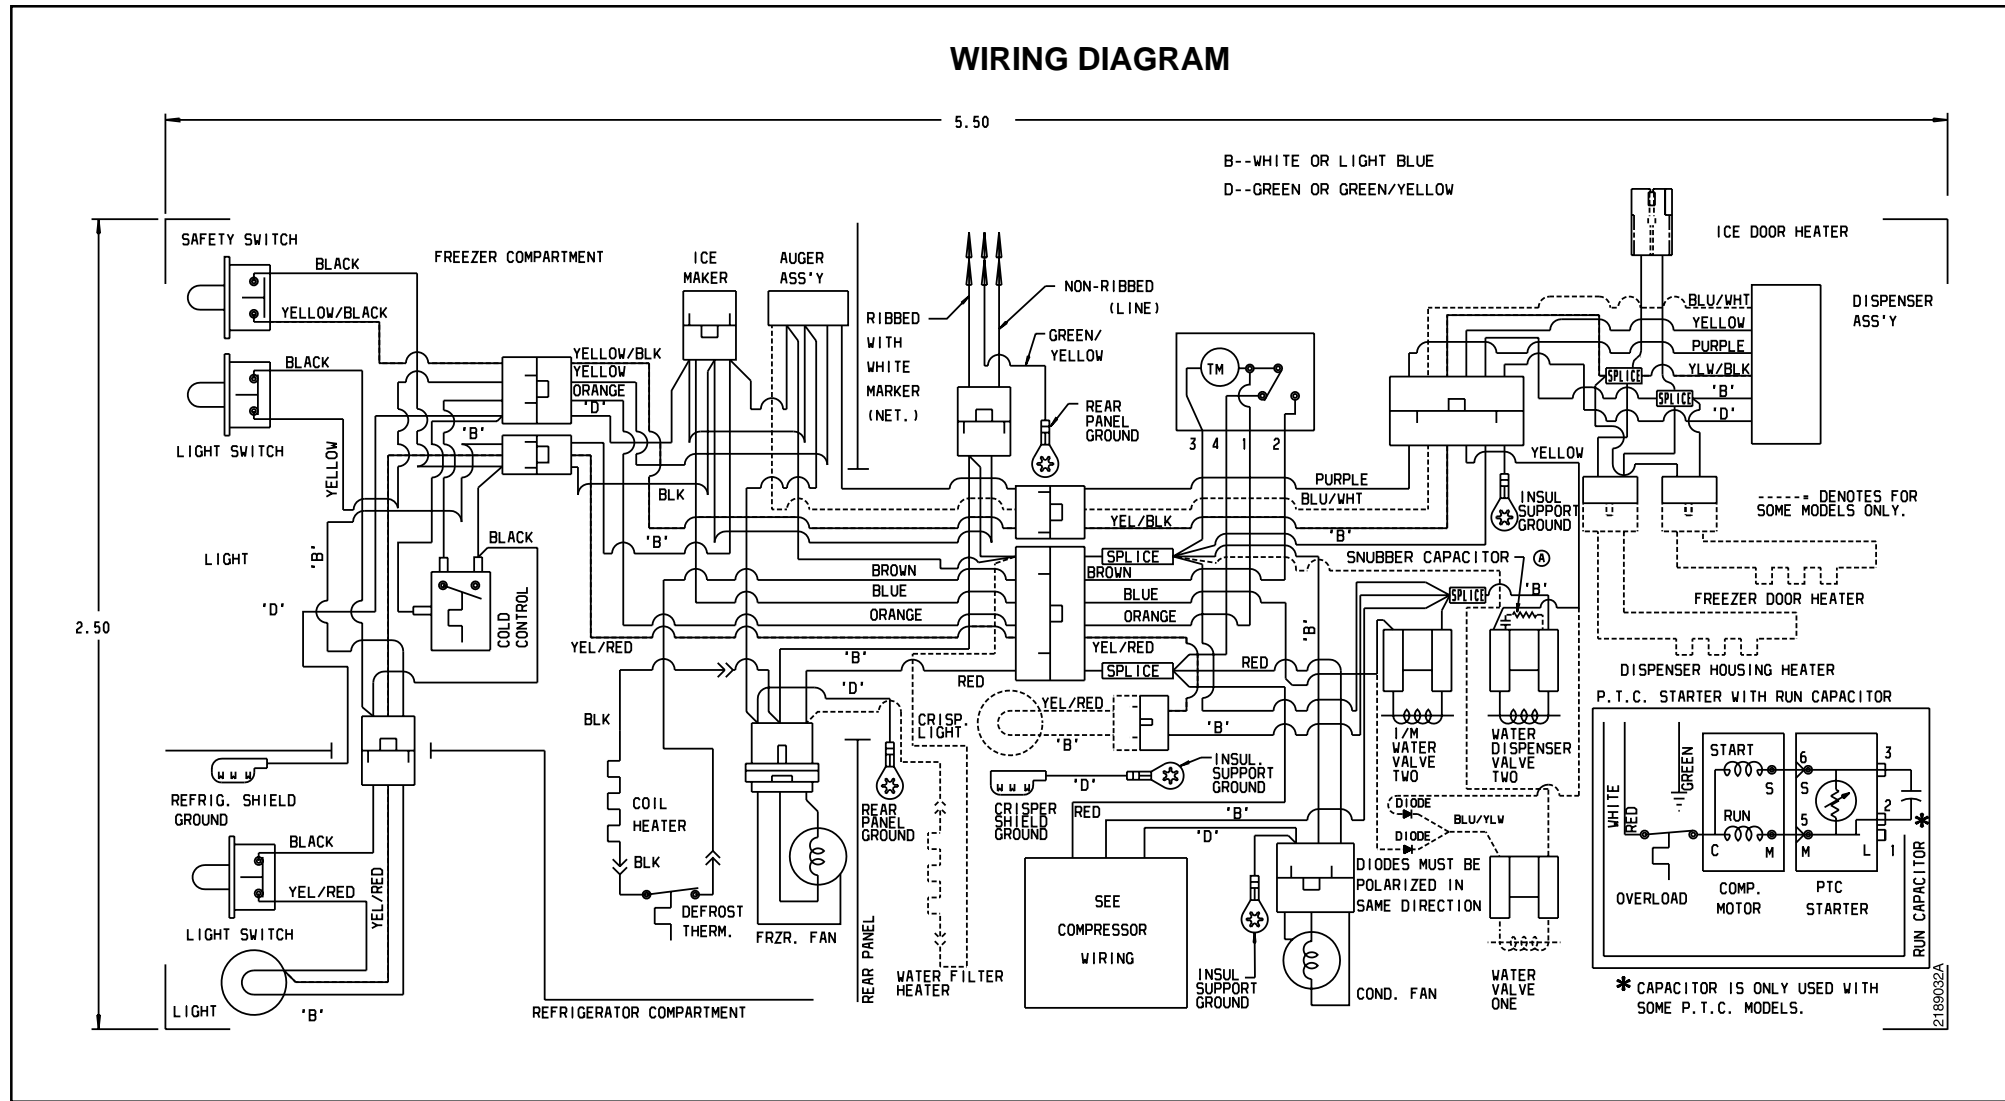 WIRING DIAGRAM
5.50
B--WHITE OR LIGHT BLUE
D--GREEN OR GREEN/YELLOW
2.50
SAFETY SWITCH
BLACK
YELLOW/BLACK
BLACK
LIGHT SWITCH
YELLOW
FREEZER COMPARTMENT
YELLOW/BLK
YELLOW
ORANGE
'D'
'B'
ICE
MAKER
AUGER
ASS'Y
RIBBED
WITH
WHITE
MARKER
(NET.)
NON-RIBBED
(LINE)
GREEN/
YELLOW
REAR
PANEL
GROUND
TM
3
4
1
2
ICE DOOR HEATER
BLU/WHT
YELLOW
PURPLE
YLW/BLK
'B'
'D'
SPLICE
SPLICE
DISPENSER
ASS'Y
YELLOW
PURPLE
BLU/WHT
YEL/BLK
'B'
INSUL
SUPPORT
GROUND
------= DENOTES FOR
SOME MODELS ONLY.
BLK
'B'
LIGHT
'B'
'D'
BLACK
COLD
CONTROL
BROWN
BLUE
ORANGE
YEL/RED
'B'
RED
'D'
SPLICE
BROWN
BLUE
ORANGE
YEL/RED
SPLICE
RED
'B'
SNUBBER CAPACITOR
A
SPLICE
'B'
FREEZER DOOR HEATER
DISPENSER HOUSING HEATER
CRISP.
LIGHT
YEL/RED
'B'
'B'
I/M
WATER
VALVE
TWO
WATER
DISPENSER
VALVE
TWO
BLK
COIL
HEATER
BLK
DEFROST
THERM.
FRZR. FAN
REAR
PANEL
GROUND
REAR PANEL
WATER FILTER
HEATER
INSUL.
SUPPORT
GROUND
'D'
CRISPER
SHIELD
GROUND
RED
'B'
'D'
SEE
COMPRESSOR
WIRING
INSUL
SUPPORT
GROUND
COND. FAN
DIODE
DIODE
BLU/YLW
DIODES MUST BE
POLARIZED IN
SAME DIRECTION
WATER
VALVE
ONE
REFRIG. SHIELD
GROUND
BLACK
YEL/RED
YEL/RED
LIGHT SWITCH
LIGHT
'B'
REFRIGERATOR COMPARTMENT
P.T.C. STARTER WITH RUN CAPACITOR
WHITE
RED
GREEN
START
RUN
S
C
M
6
S
5
M
3
2
L
1
*
OVERLOAD
COMP.
MOTOR
PTC
STARTER
RUN CAPACITOR
* CAPACITOR IS ONLY USED WITH
SOME P.T.C. MODELS.
2189032A